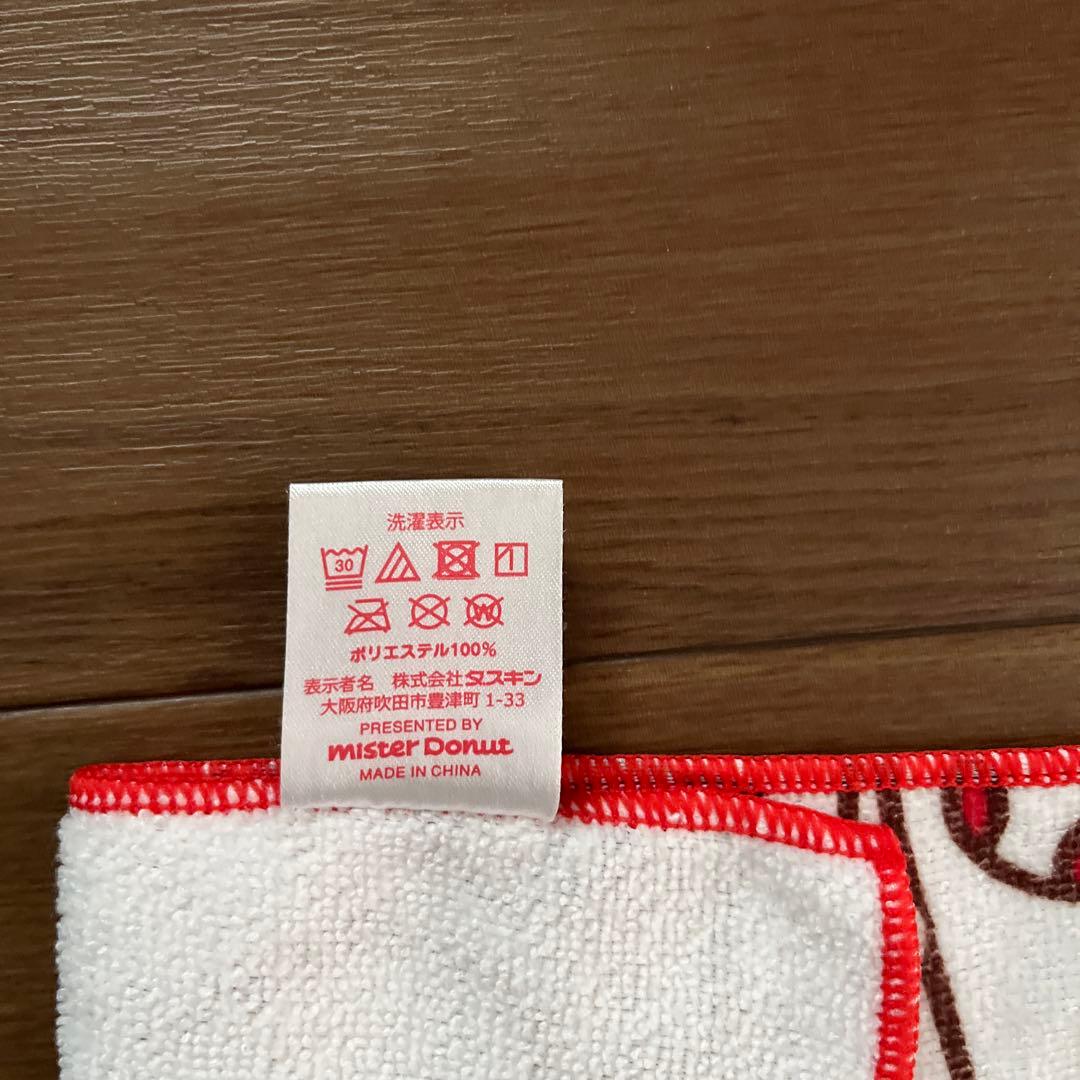 洗濯表示
30
W
ポリエステル100%
表示者名 株式会社ダスキン
大阪府吹田市豊津町 1-33
PRESENTED BY
mister Donut
MADE IN CHINA